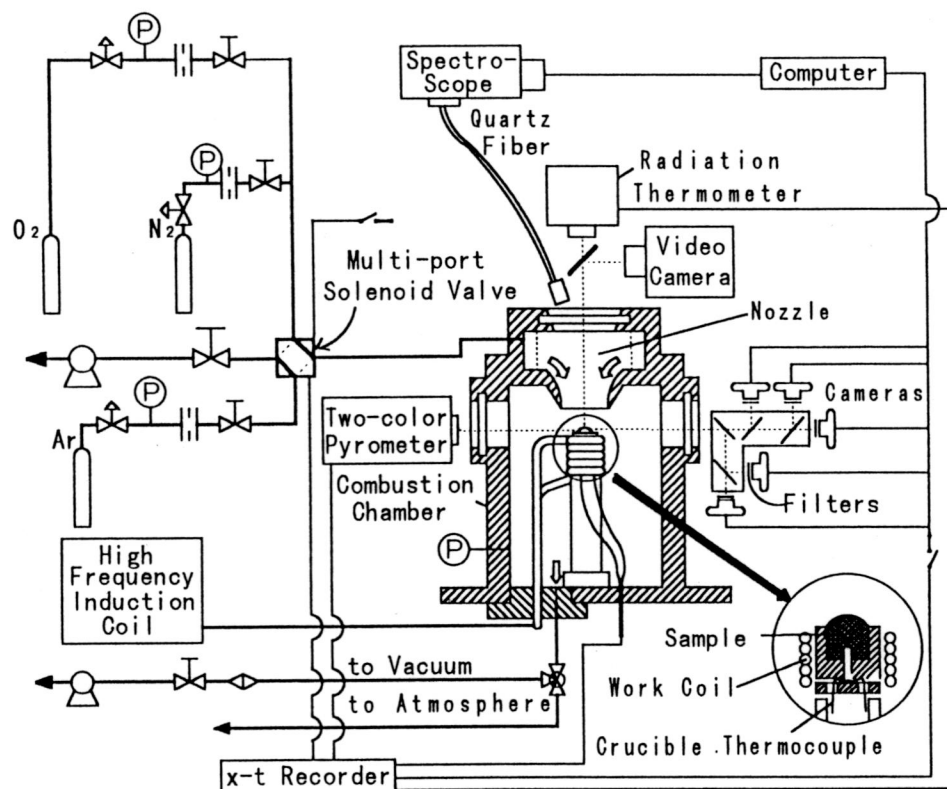 P
Spectro-
Scope
Computer
Quartz
Fiber
Radiation
Thermometer
P
O₂
N₂
Video
Camera
Multi-port
Solenoid Valve
Nozzle
P
Ar
Two-color
Pyrometer
Cameras
Combustion
Chamber
Filters
P
High
Frequency
Induction
Coil
Sample
to Vacuum
Work Coil
to Atmosphere
Crucible Thermocouple
x-t Recorder